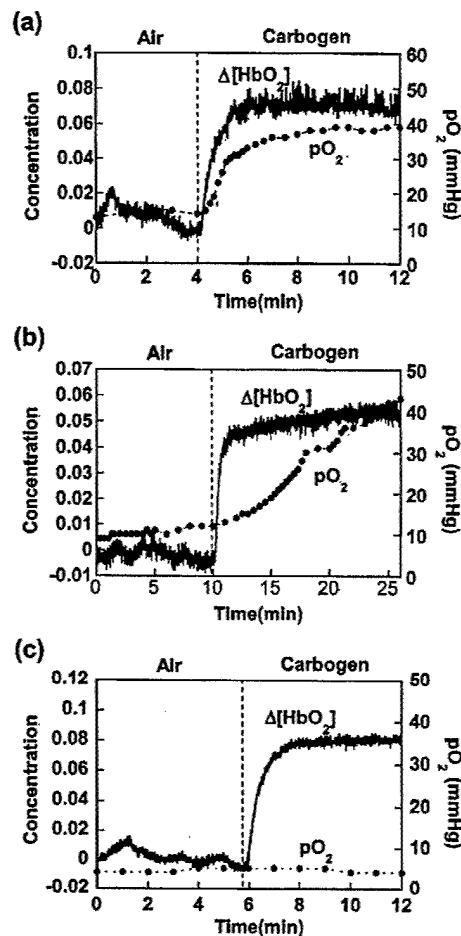 (a)
Air Carbogen
0.1 60
0.08 50
0.06 40
0.04 30
0.02 20
0 10
-0.02 0
Concentration
Δ[HbO2]
pO2
pO2 (mmHg)
0 2 4 6 8 10 12
Time(min)
(b)
Air Carbogen
0.07 50
0.06
0.05 40
0.04 30
0.03
0.02 20
0.01 10
0
-0.01 0
Concentration
Δ[HbO2]
pO2
pO2 (mmHg)
0 5 10 15 20 25
Time(min)
(c)
Air Carbogen
0.12 50
0.1 40
0.08
0.06 30
0.04 20
0.02 10
0
-0.02 0
Concentration
Δ[HbO2]
pO2
pO2 (mmHg)
0 2 4 6 8 10 12
Time(min)